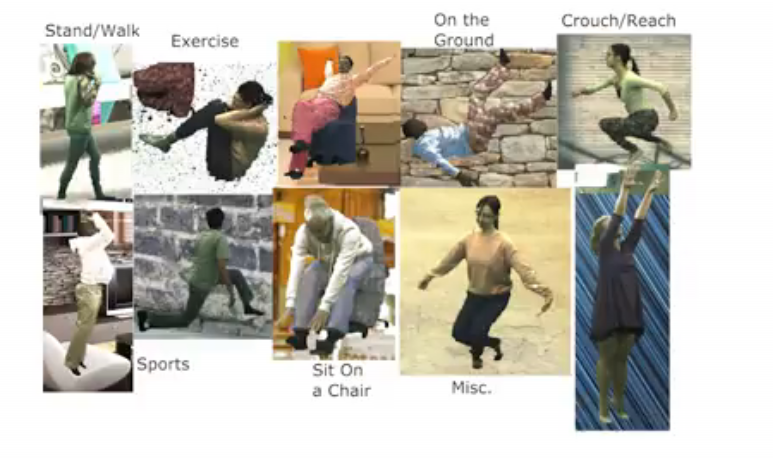 Stand/Walk
Exercise
On the
Ground
Crouch/Reach
Sports
Sit On
a Chair
Misc.